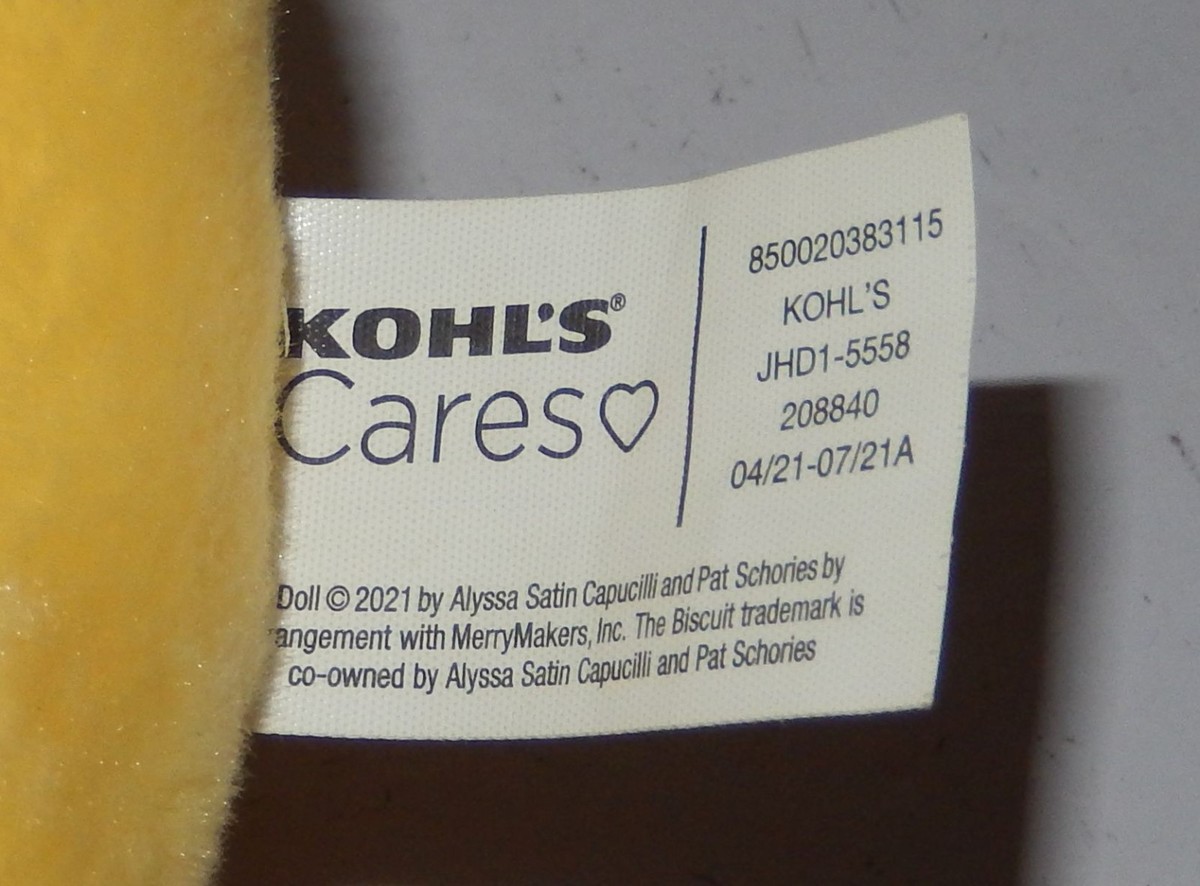 KOHL'S®
Cares
850020383115
KOHL'S
JHD1-5558
208840
04/21-07/21A
Doll © 2021 by Alyssa Satin Capucilli and Pat Schories by
angement with MerryMakers, Inc. The Biscuit trademark is
co-owned by Alyssa Satin Capucilli and Pat Schories